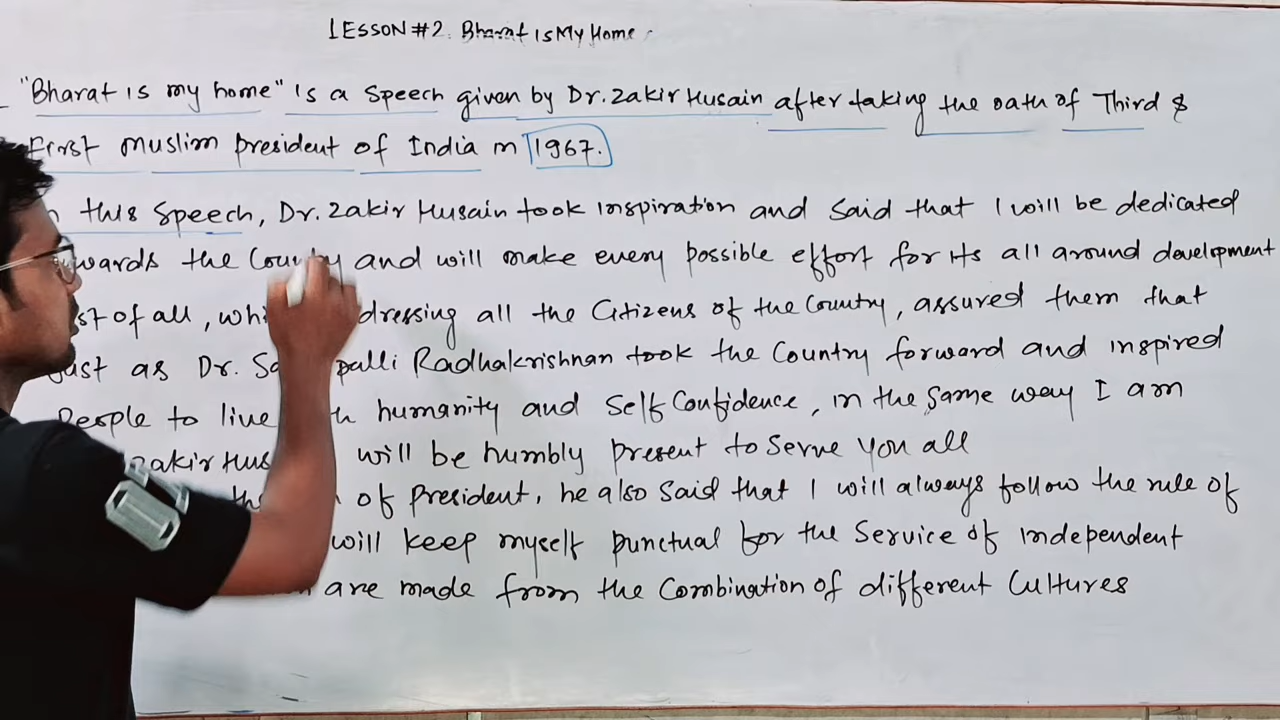 LESSON #2. Bharat Is My Home
"Bharat is my home" is a speech given by Dr. Zakir Husain after taking the oath of Third &
First muslim president of India in 1967.
this speech, Dr. Zakir Husain took inspiration and said that I will be dedicated
the Country and will make every possible effort for its all around development
of all, all the Citizens of the Country, assured them that
as Dr. Radhakrishnan took the Country forward and inspired
People to live humanity and Self Confidence, in the same way I am
Zakir will be humbly present to serve you all
of president, he also said that I will always follow the rule of
will keep myself punctual for the service of independent
are made from the Combination of different Cultures